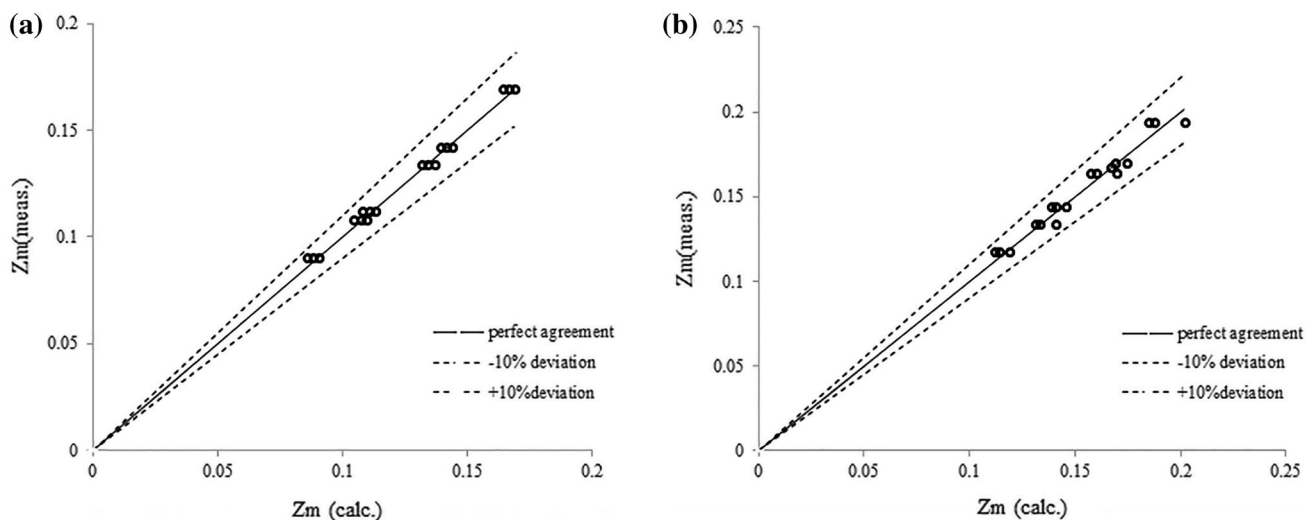 (a)
0.2
0.15
0.1
0.05
0
Zm(meas.)
0
0.05
0.1
0.15
0.2
Zm (calc.)
perfect agreement
-10% deviation
+10%deviation
(b)
0.25
0.2
0.15
0.1
0.05
0
Zm(meas.)
0
0.05
0.1
0.15
0.2
0.25
Zm (calc.)
perfect agreement
-10% deviation
+10%deviation